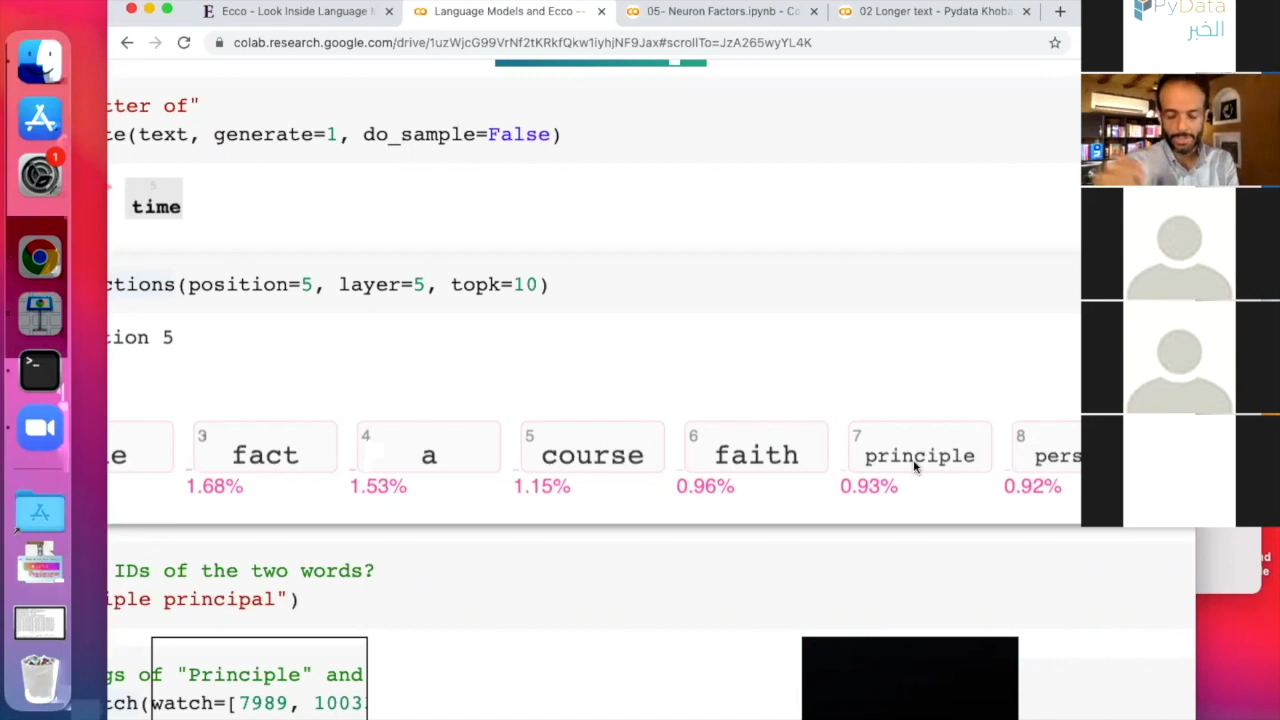 Ecco - Look Inside Language M
Language Models and Ecco --
05- Neuron Factors.ipynb - Co
02 Longer text - Pydata Khoba
colab.research.google.com/drive/1uzWjcG99VrNf2tKRkfQkw1iyhjNF9Jax#scrollTo=JzA265wyYL4K
PyData
الخبر
1
tter of"
te(text, generate=1, do_sample=False)
5
time
ctions(position=5, layer=5, topk=10)
tion 5
3
fact
4
a
5
course
6
faith
7
principle
8
pers
1.68%
1.53%
1.15%
0.96%
0.93%
0.92%
IDs of the two words?
iple principal")
gs of "Principle" and
tch(watch=[7989, 1003